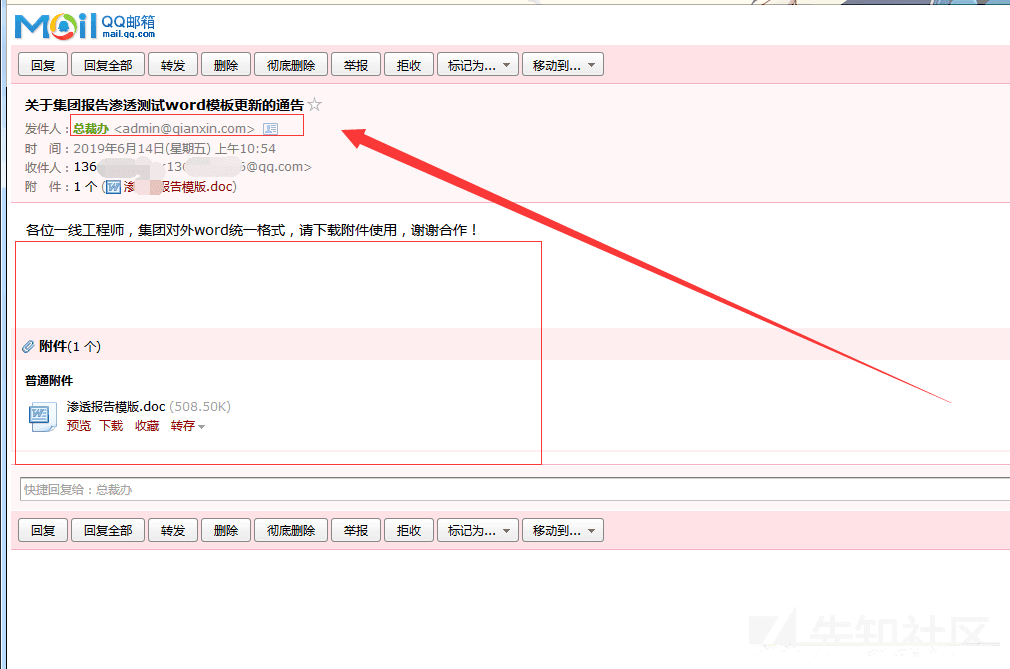 Mail QQ邮箱
mail.qq.com
回复 回复全部 转发 删除 彻底删除 举报 拒收 标记为... 移动到...
关于集团报告渗透测试word模板更新的通告☆
发件人：总裁办 <admin@qianxin.com>
时 间：2019年6月14日(星期五) 上午10:54
收件人：136 r13 6@qq.com>
附 件：1 个 ( 渗 报告模版.doc)
各位一线工程师，集团对外word统一格式，请下载附件使用，谢谢合作！
附件(1 个)
普通附件
渗透报告模版.doc (508.50K)
预览 下载 收藏 转存
快捷回复给：总裁办
回复 回复全部 转发 删除 彻底删除 举报 拒收 标记为... 移动到...
先知社区